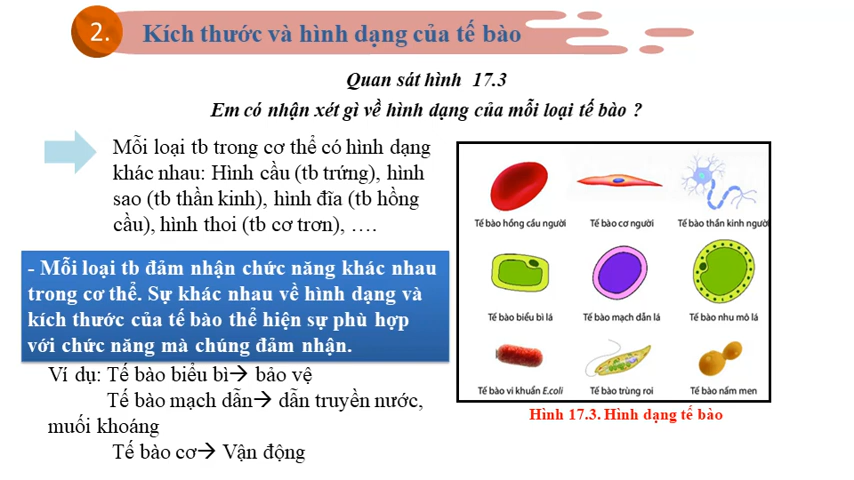 2.
Kích thước và hình dạng của tế bào
Quan sát hình 17.3
Em có nhận xét gì về hình dạng của mỗi loại tế bào ?
Mỗi loại tb trong cơ thể có hình dạng
khác nhau: Hình cầu (tb trứng), hình
sao (tb thần kinh), hình đĩa (tb hồng
cầu), hình thoi (tb cơ trơn), ….
- Mỗi loại tb đảm nhận chức năng khác nhau
trong cơ thể. Sự khác nhau về hình dạng và
kích thước của tế bào thể hiện sự phù hợp
với chức năng mà chúng đảm nhận.
Ví dụ: Tế bào biểu bì→ bảo vệ
Tế bào mạch dẫn→ dẫn truyền nước,
muối khoáng
Tế bào cơ→ Vận động
Tế bào hồng cầu người
Tế bào cơ người
Tế bào thần kinh người
Tế bào biểu bì lá
Tế bào mạch dẫn lá
Tế bào nhu mô lá
Tế bào vi khuẩn E.coli
Tế bào trùng roi
Tế bào nấm men
Hình 17.3. Hình dạng tế bào